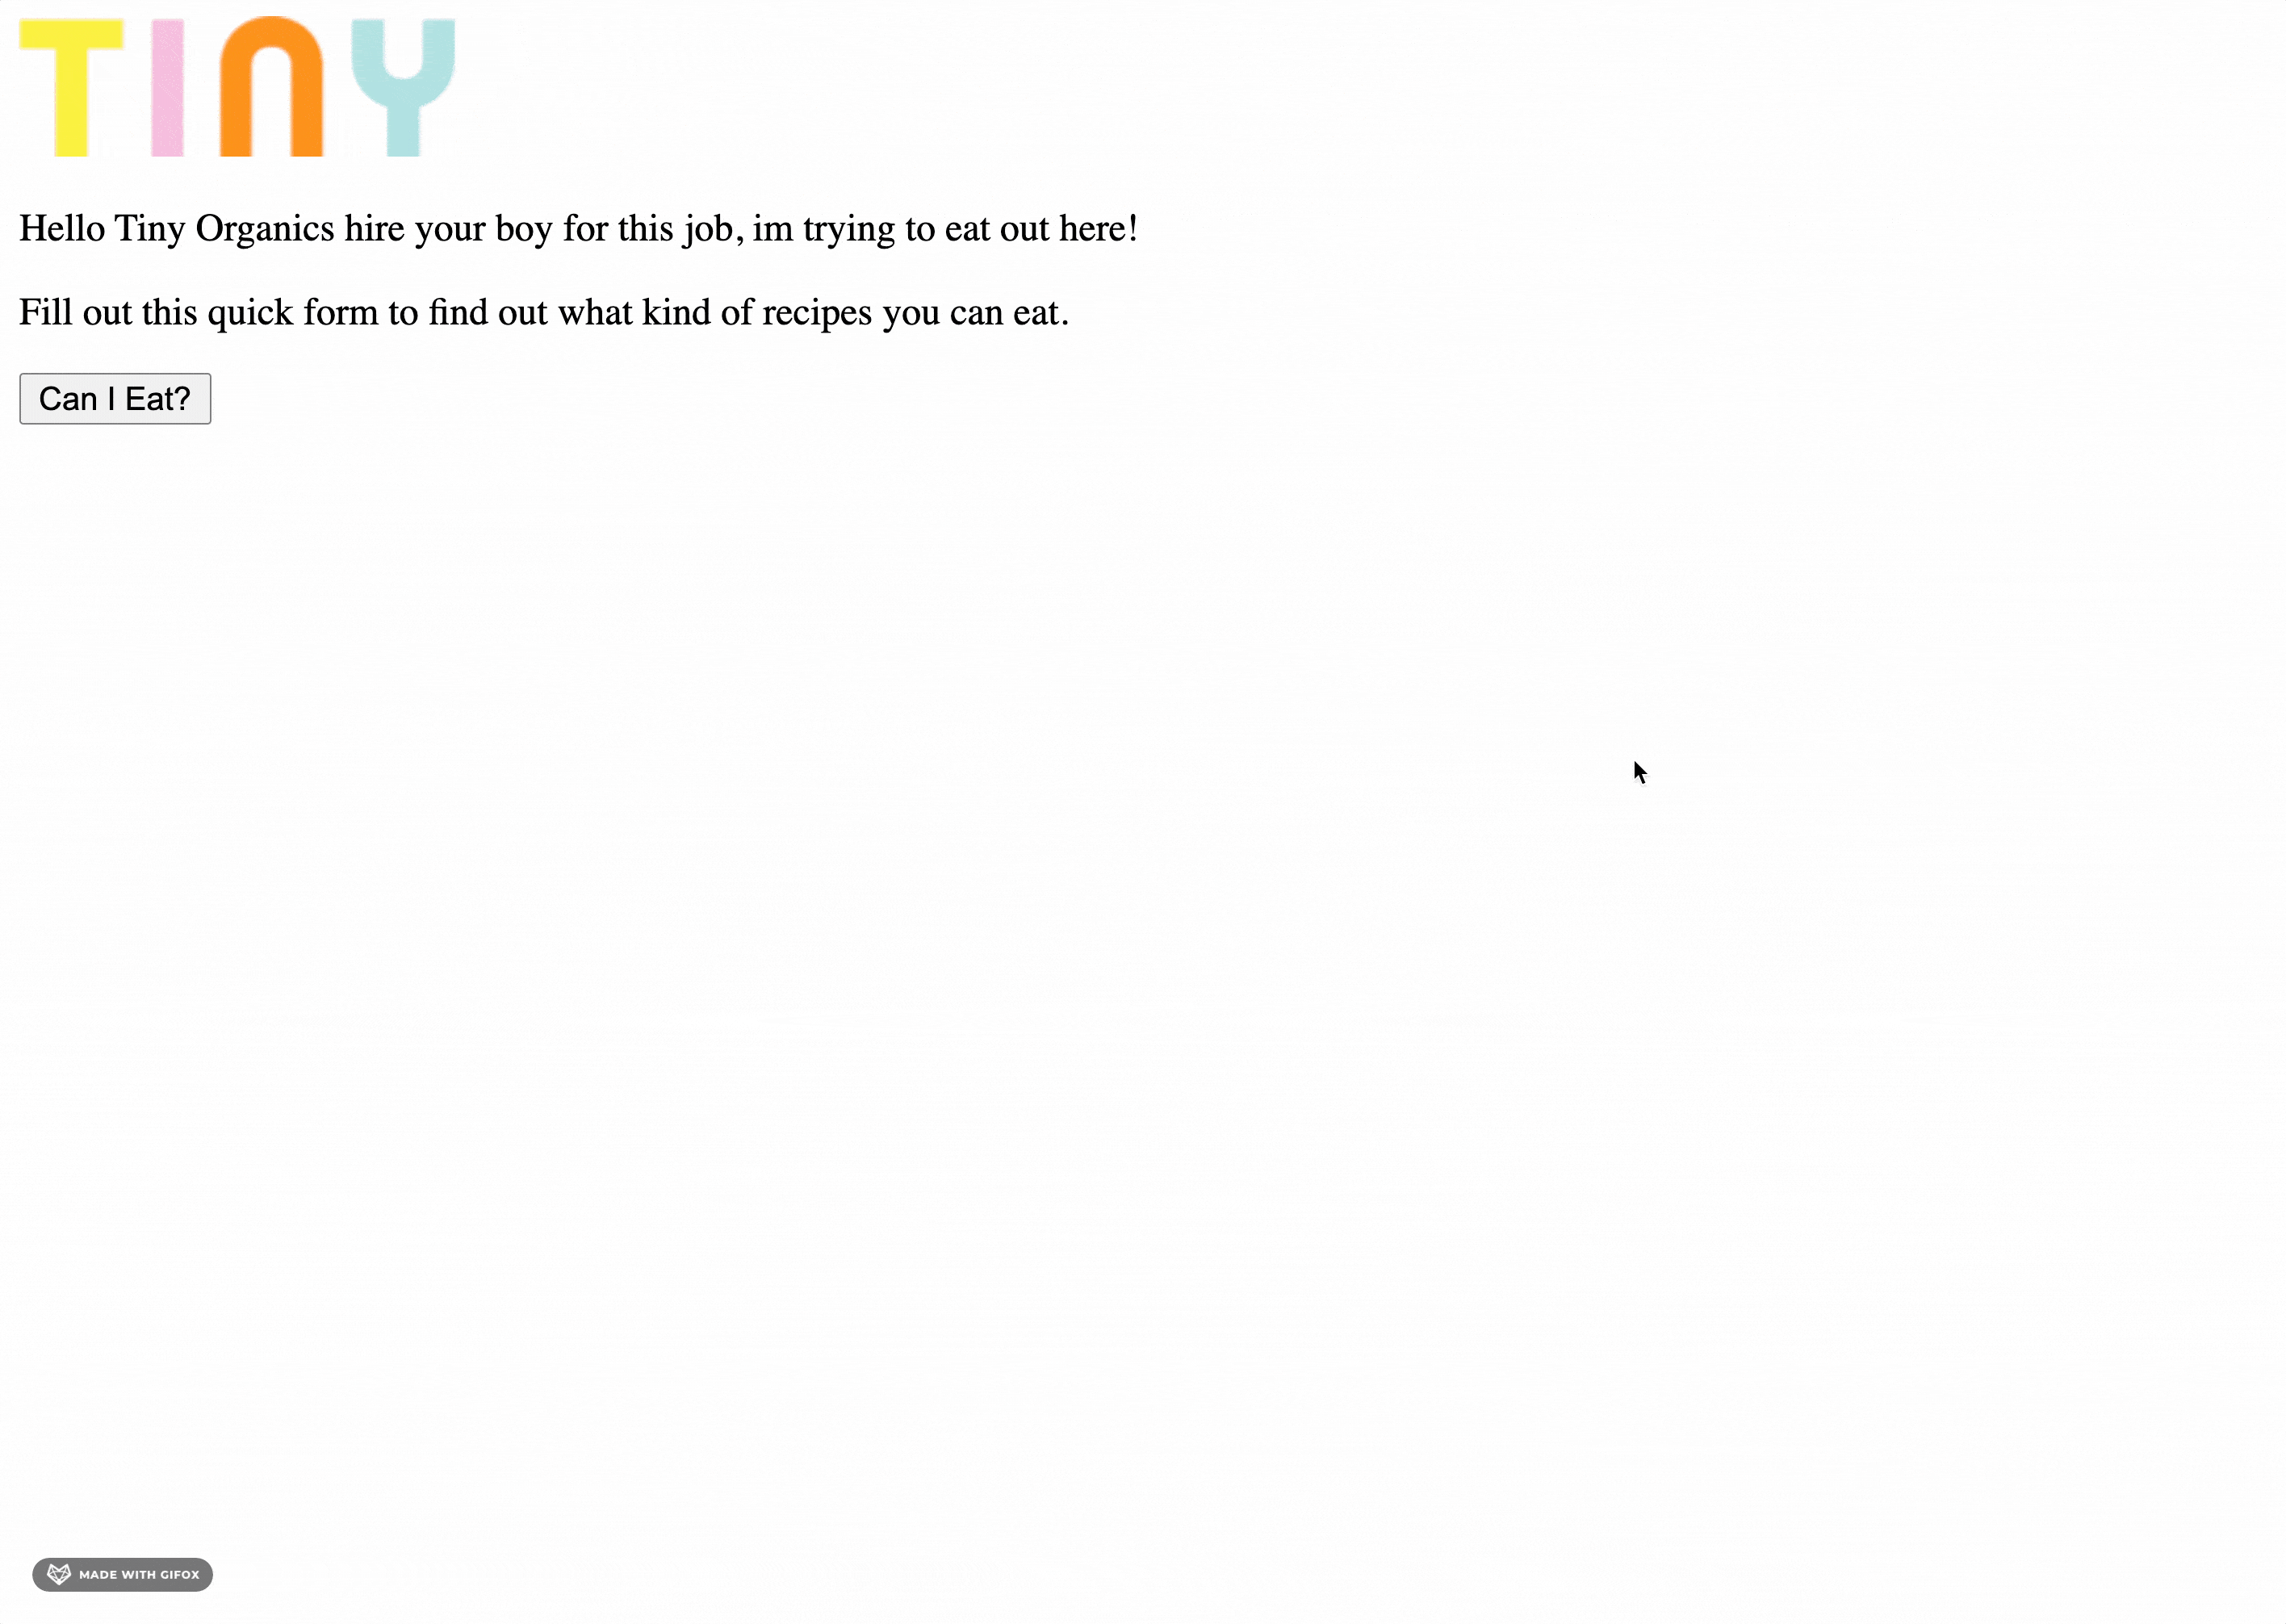 TINY
Hello Tiny Organics hire your boy for this job, im trying to eat out here!
Fill out this quick form to find out what kind of recipes you can eat.
Can I Eat?
MADE WITH GIFOX